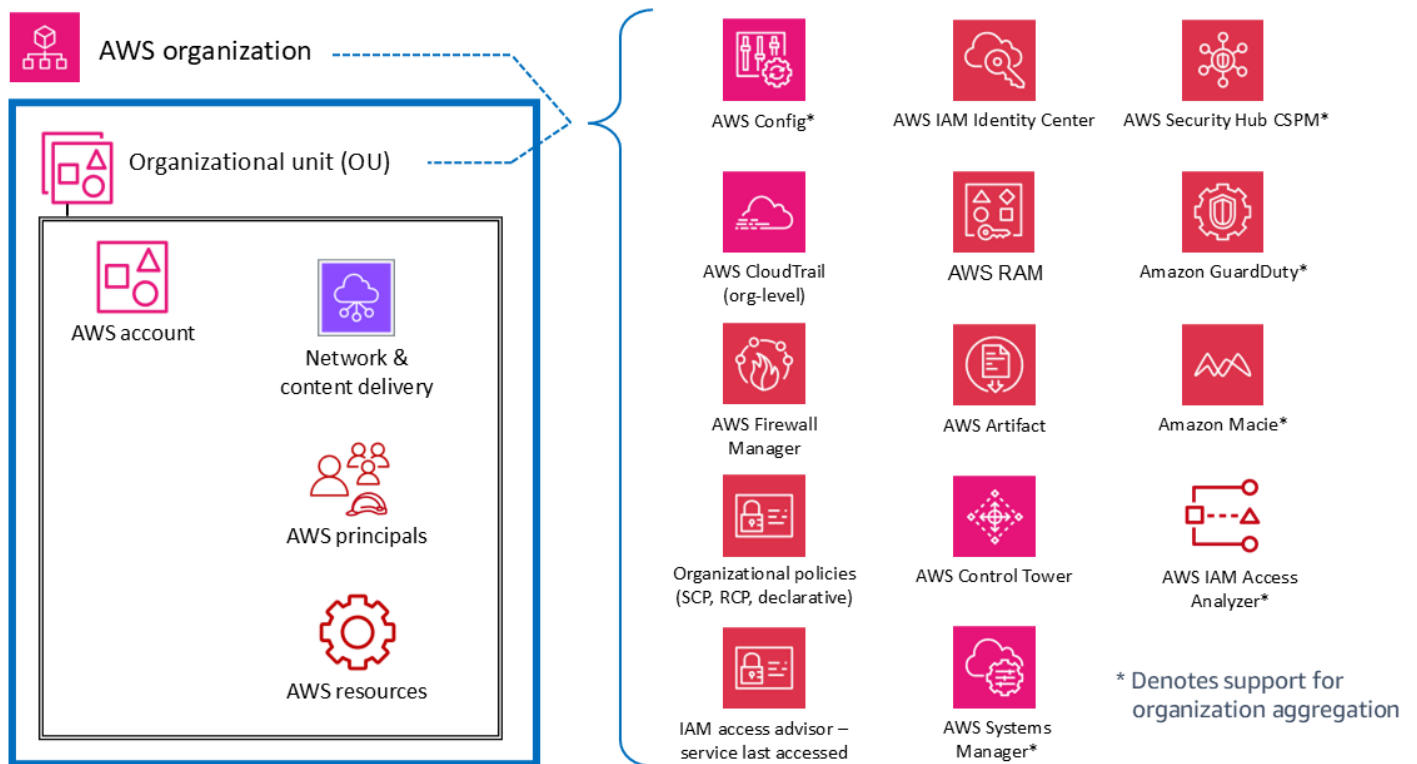 AWS organization
Organizational unit (OU)
AWS account
Network &
content delivery
AWS principals
AWS resources
AWS Config*
AWS IAM Identity Center
AWS Security Hub CSPM*
AWS CloudTrail
(org-level)
AWS RAM
Amazon GuardDuty*
AWS Firewall
Manager
AWS Artifact
Amazon Macie*
Organizational policies
(SCP, RCP, declarative)
AWS Control Tower
AWS IAM Access
Analyzer*
IAM access advisor –
service last accessed
AWS Systems
Manager*
* Denotes support for
organization aggregation